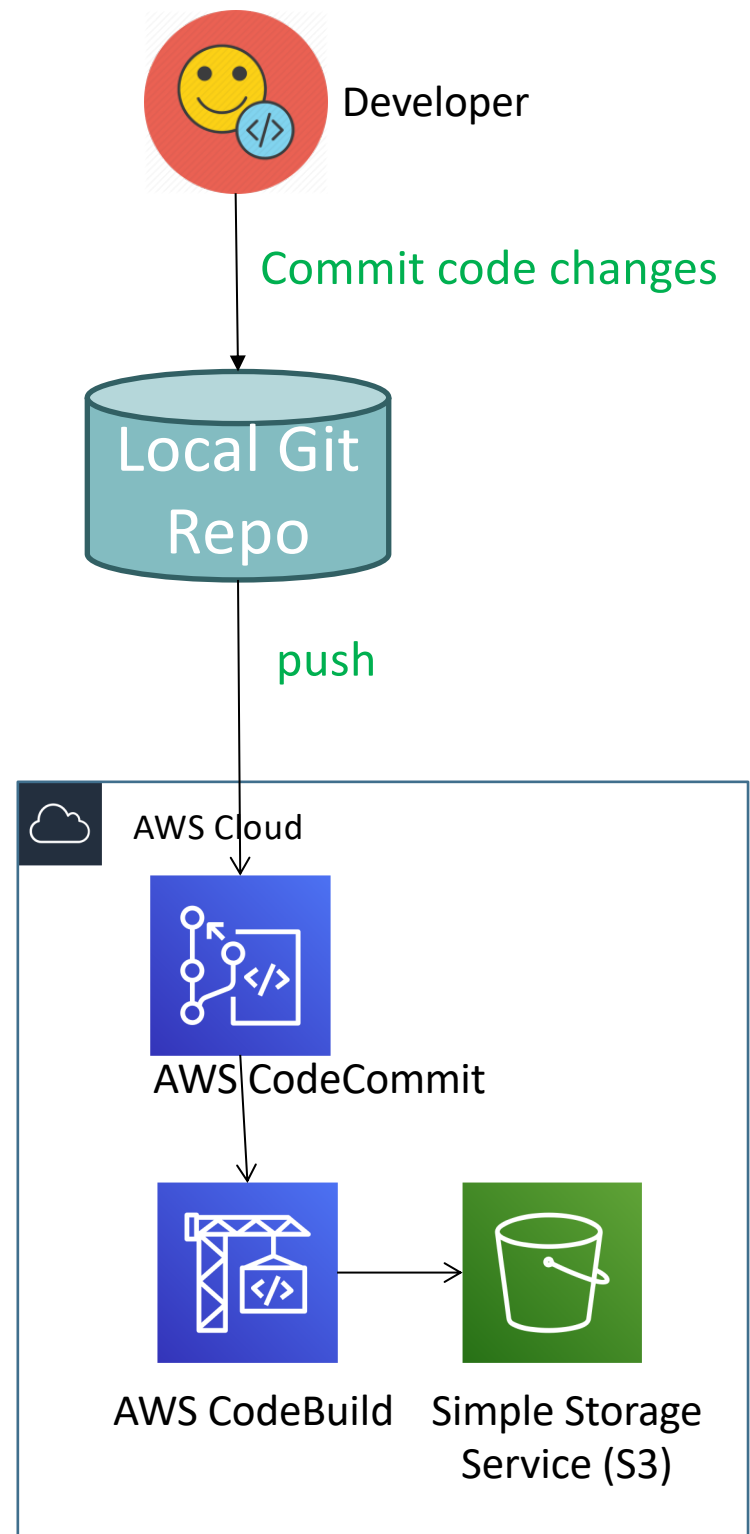 </>
Developer
Commit code changes
Local Git
Repo
push
AWS Cloud
</>
AWS CodeCommit
</>
AWS CodeBuild
Simple Storage
Service (S3)